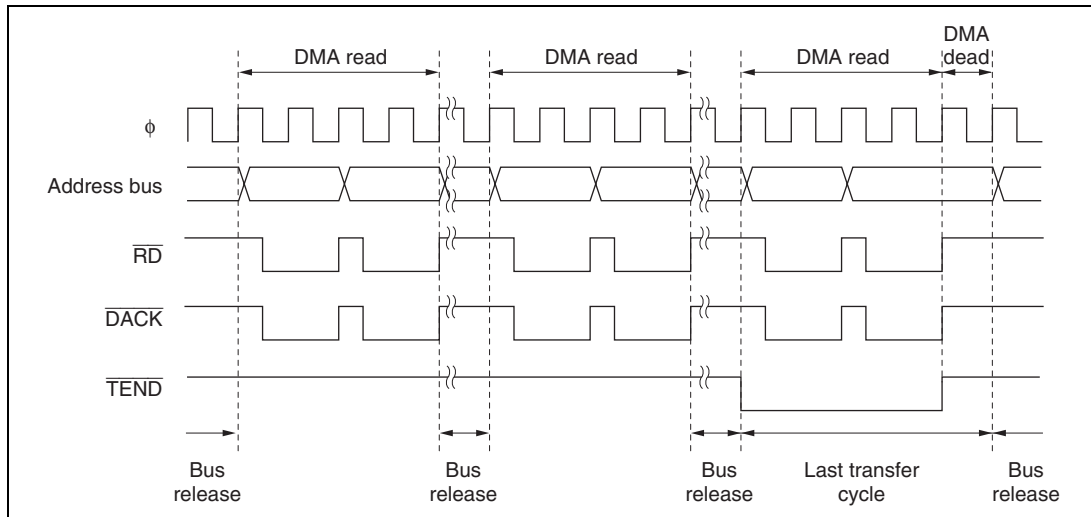 DMA
DMA read DMA read DMA read dead
φ
Address bus
RD
DACK
TEND
Bus Bus Bus Last transfer Bus
release release release cycle release